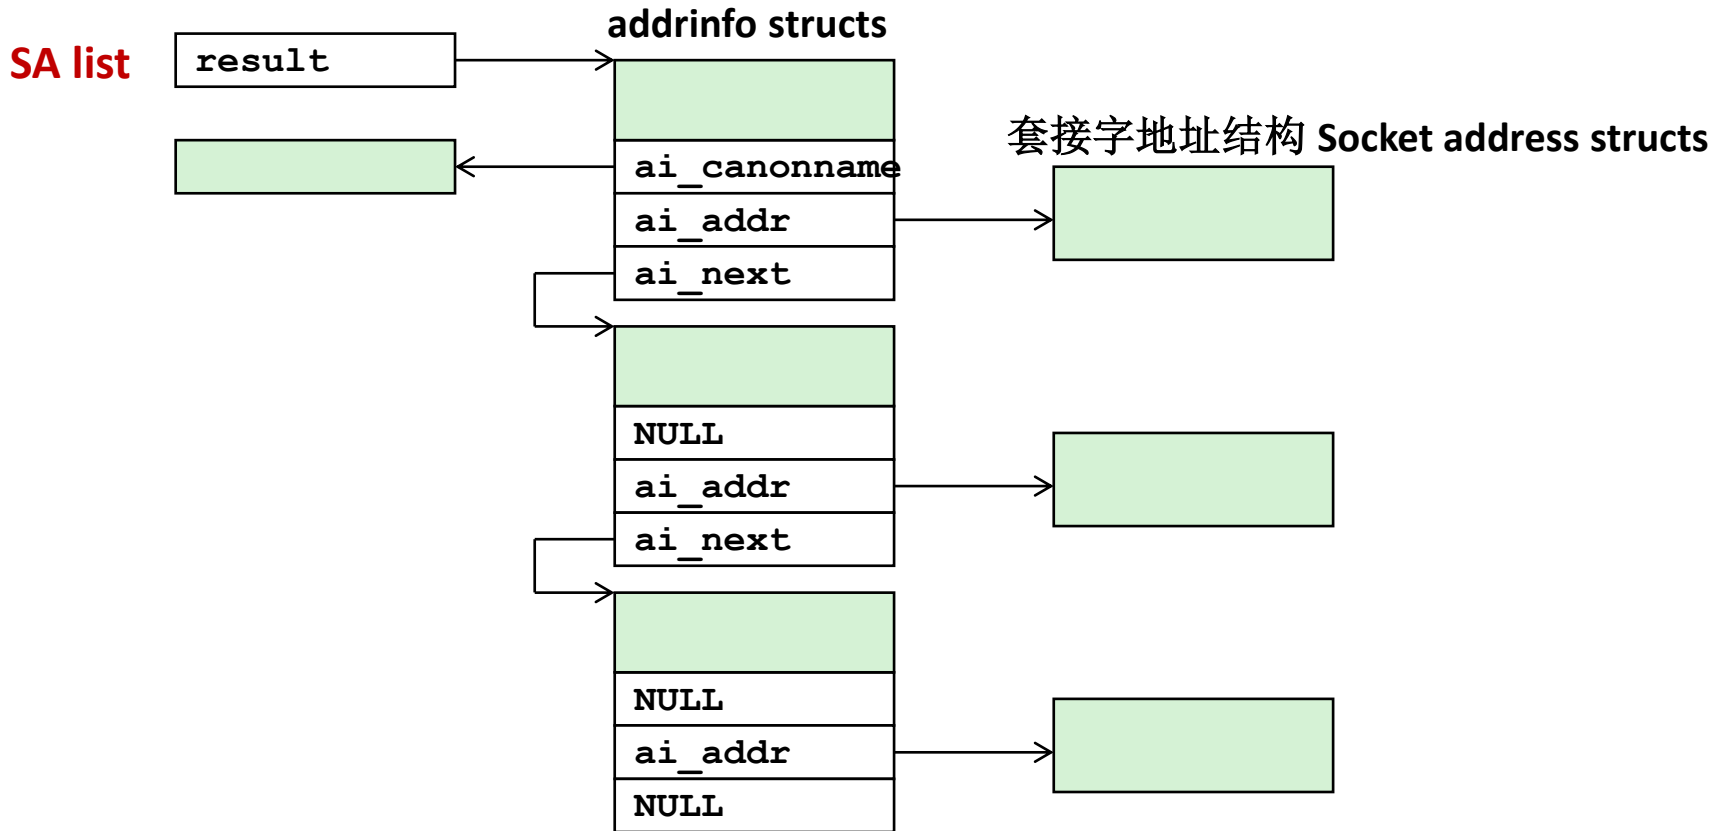 addrinfo structs
SA list
result
套接字地址结构 Socket address structs
ai_canonname
ai_addr
ai_next
NULL
ai_addr
ai_next
NULL
ai_addr
NULL